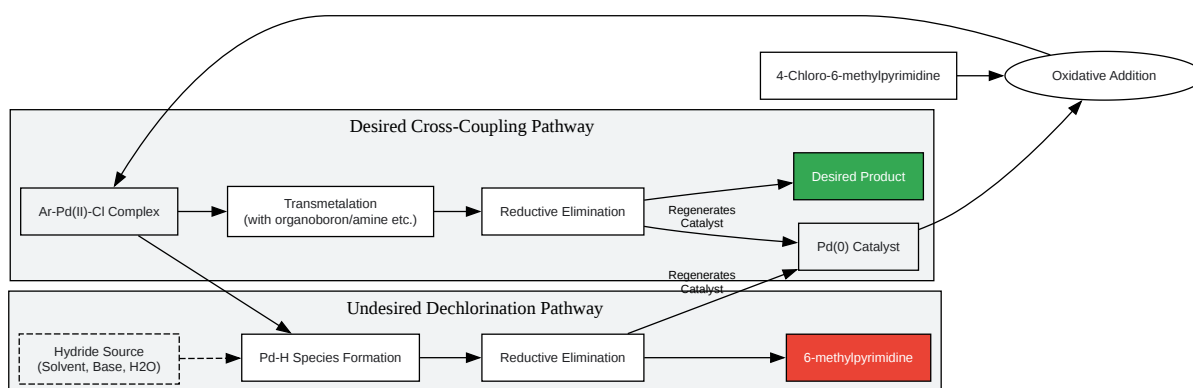 4-Chloro-6-methylpyrimidine
Oxidative Addition
Desired Cross-Coupling Pathway
Ar-Pd(II)-Cl Complex
Transmetalation
(with organoboron/amine etc.)
Reductive Elimination
Desired Product
Regenerates
Catalyst
Pd(0) Catalyst
Regenerates
Catalyst
Undesired Dechlorination Pathway
Hydride Source
(Solvent, Base, H2O)
Pd-H Species Formation
Reductive Elimination
6-methylpyrimidine